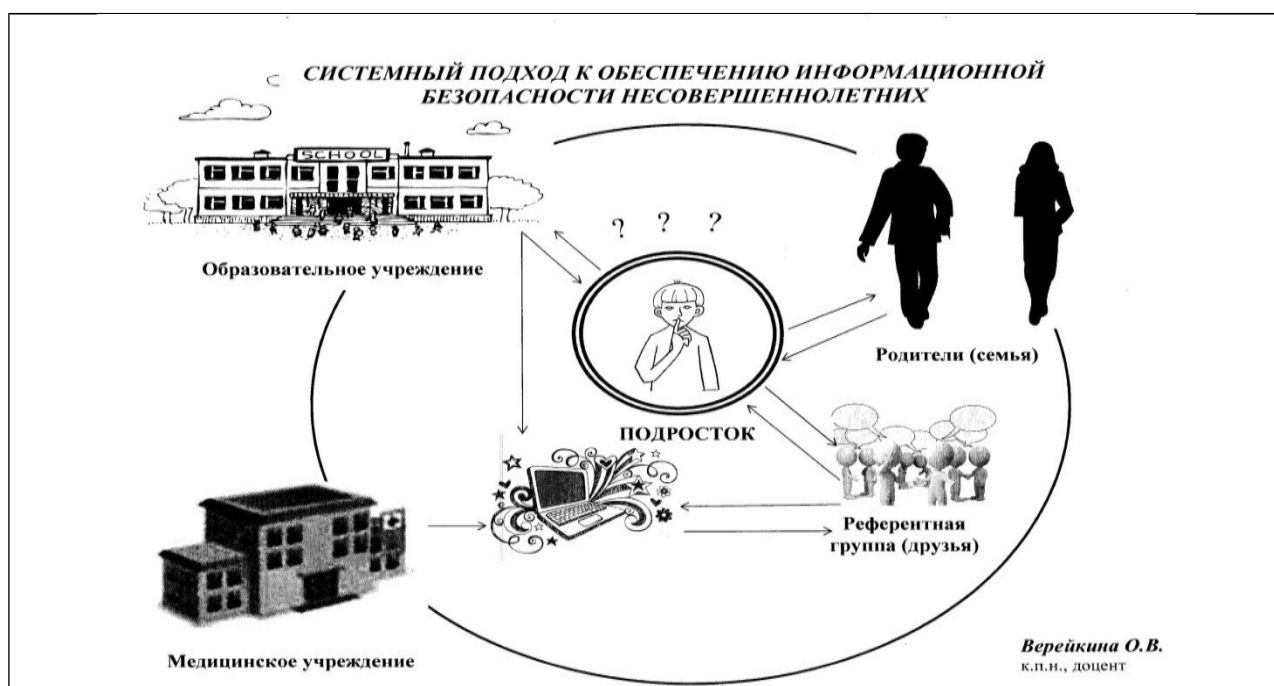 СИСТЕМНЫЙ ПОДХОД К ОБЕСПЕЧЕНИЮ ИНФОРМАЦИОННОЙ
БЕЗОПАСНОСТИ НЕСОВЕРШЕННОЛЕТНИХ
SCHOOL
? ? ?
Образовательное учреждение
Родители (семья)
ПОДРОСТОК
Референтная
группа (друзья)
Медицинское учреждение
Верейкина О.В.
к.п.н., доцент